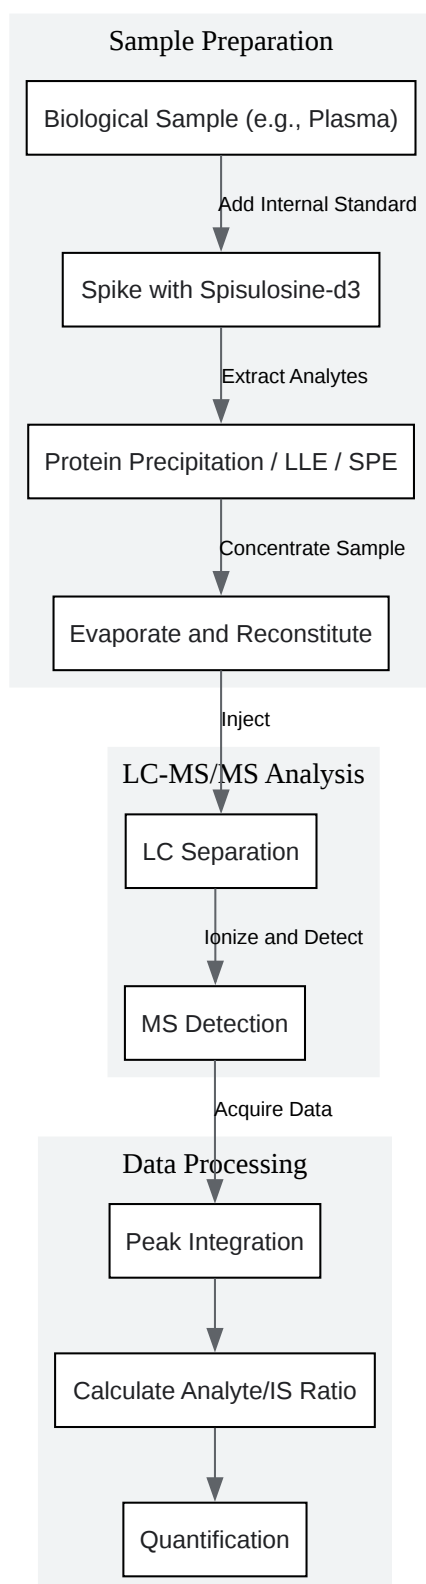 Sample Preparation
Biological Sample (e.g., Plasma)
Add Internal Standard
Spike with Spisulosine-d3
Extract Analytes
Protein Precipitation / LLE / SPE
Concentrate Sample
Evaporate and Reconstitute
Inject
LC-MS/MS Analysis
LC Separation
Ionize and Detect
MS Detection
Acquire Data
Data Processing
Peak Integration
Calculate Analyte/IS Ratio
Quantification